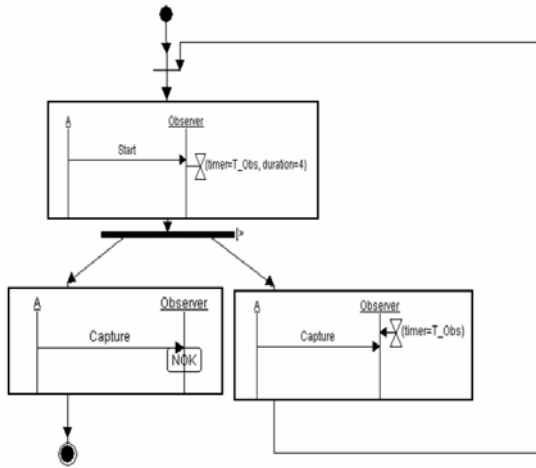 A Observer
Start
(timer=T_Obs, duration=4)
[>
A Observer
Capture
NOK
A Observer
(timer=T_Obs)
Capture